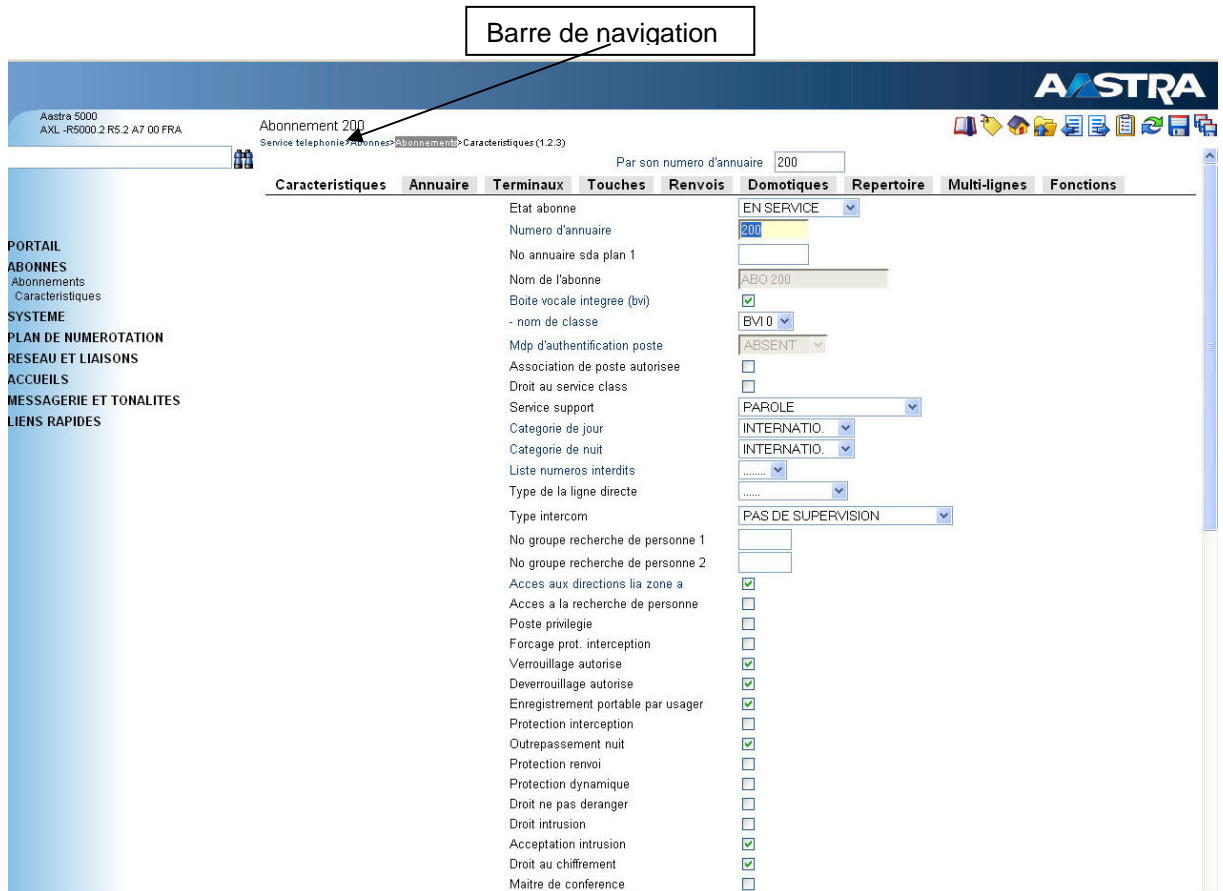 Barre de navigation
AASTRA
Aastra 5000
AXL -R5000.2 R5.2 A7 00 FRA
Abonnement 200
Service telephonie>Abonnes>Abonnements>Caracteristiques (1.2.3)
Par son numero d'annuaire 200
Caracteristiques Annuaire Terminaux Touches Renvois Domotiques Repertoire Multi-lignes Fonctions
PORTAIL
ABONNES
Abonnements
Caracteristiques
SYSTEME
PLAN DE NUMEROTATION
RESEAU ET LIAISONS
ACCUEILS
MESSAGERIE ET TONALITES
LIENS RAPIDES
Etat abonne EN SERVICE
Numero d'annuaire 200
No annuaire sda plan 1
Nom de l'abonne ABO 200
Boite vocale integree (bvi)
- nom de classe BVI 0
Mdp d'authentification poste ABSENT
Association de poste autorisee
Droit au service class
Service support PAROLE
Categorie de jour INTERNATIO.
Categorie de nuit INTERNATIO.
Liste numeros interdits ........
Type de la ligne directe ......
Type intercom PAS DE SUPERVISION
No groupe recherche de personne 1
No groupe recherche de personne 2
Acces aux directions lia zone a
Acces a la recherche de personne
Poste privilegie
Forcage prot. interception
Verrouillage autorise
Deverrouillage autorise
Enregistrement portable par usager
Protection interception
Outrepassement nuit
Protection renvoi
Protection dynamique
Droit ne pas deranger
Droit intrusion
Acceptation intrusion
Droit au chiffrement
Maitre de conference